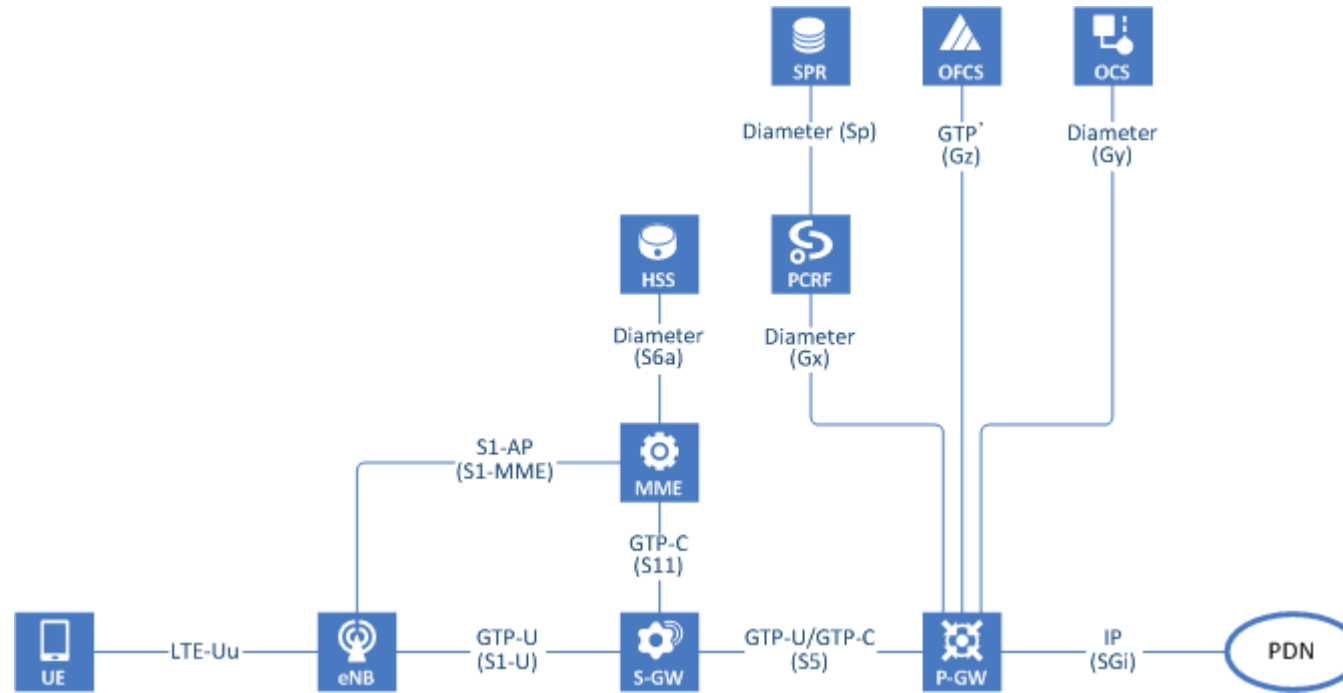 SPR
OFCS
OCS
Diameter (Sp)
GTP`
(Gz)
Diameter
(Gy)
HSS
PCRF
Diameter
(S6a)
Diameter
(Gx)
S1-AP
(S1-MME)
MME
GTP-C
(S11)
UE
LTE-Uu
eNB
GTP-U
(S1-U)
S-GW
GTP-U/GTP-C
(S5)
P-GW
IP
(SGi)
PDN